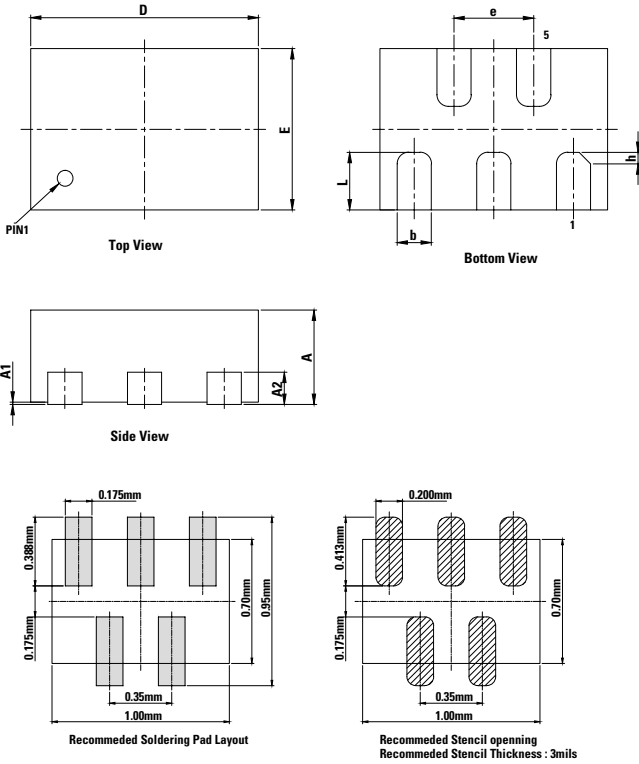 D
E
PIN1
Top View
e
5
L
b
h
1
Bottom View
A1
A2
A
Side View
0.175mm
0.388mm
0.175mm
0.70mm
0.95mm
0.35mm
1.00mm
Recommeded Soldering Pad Layout
0.200mm
0.413mm
0.175mm
0.70mm
0.35mm
1.00mm
Recommeded Stencil openning
Recommeded Stencil Thickness : 3mils